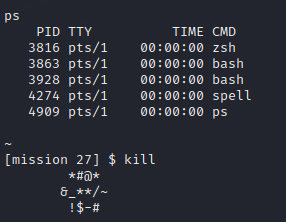 ps
    PID TTY          TIME CMD
   3816 pts/1    00:00:00 zsh
   3863 pts/1    00:00:00 bash
   3928 pts/1    00:00:00 bash
   4274 pts/1    00:00:00 spell
   4909 pts/1    00:00:00 ps
~
[mission 27] $ kill
        *#@*
       &_**/~
        !$-#